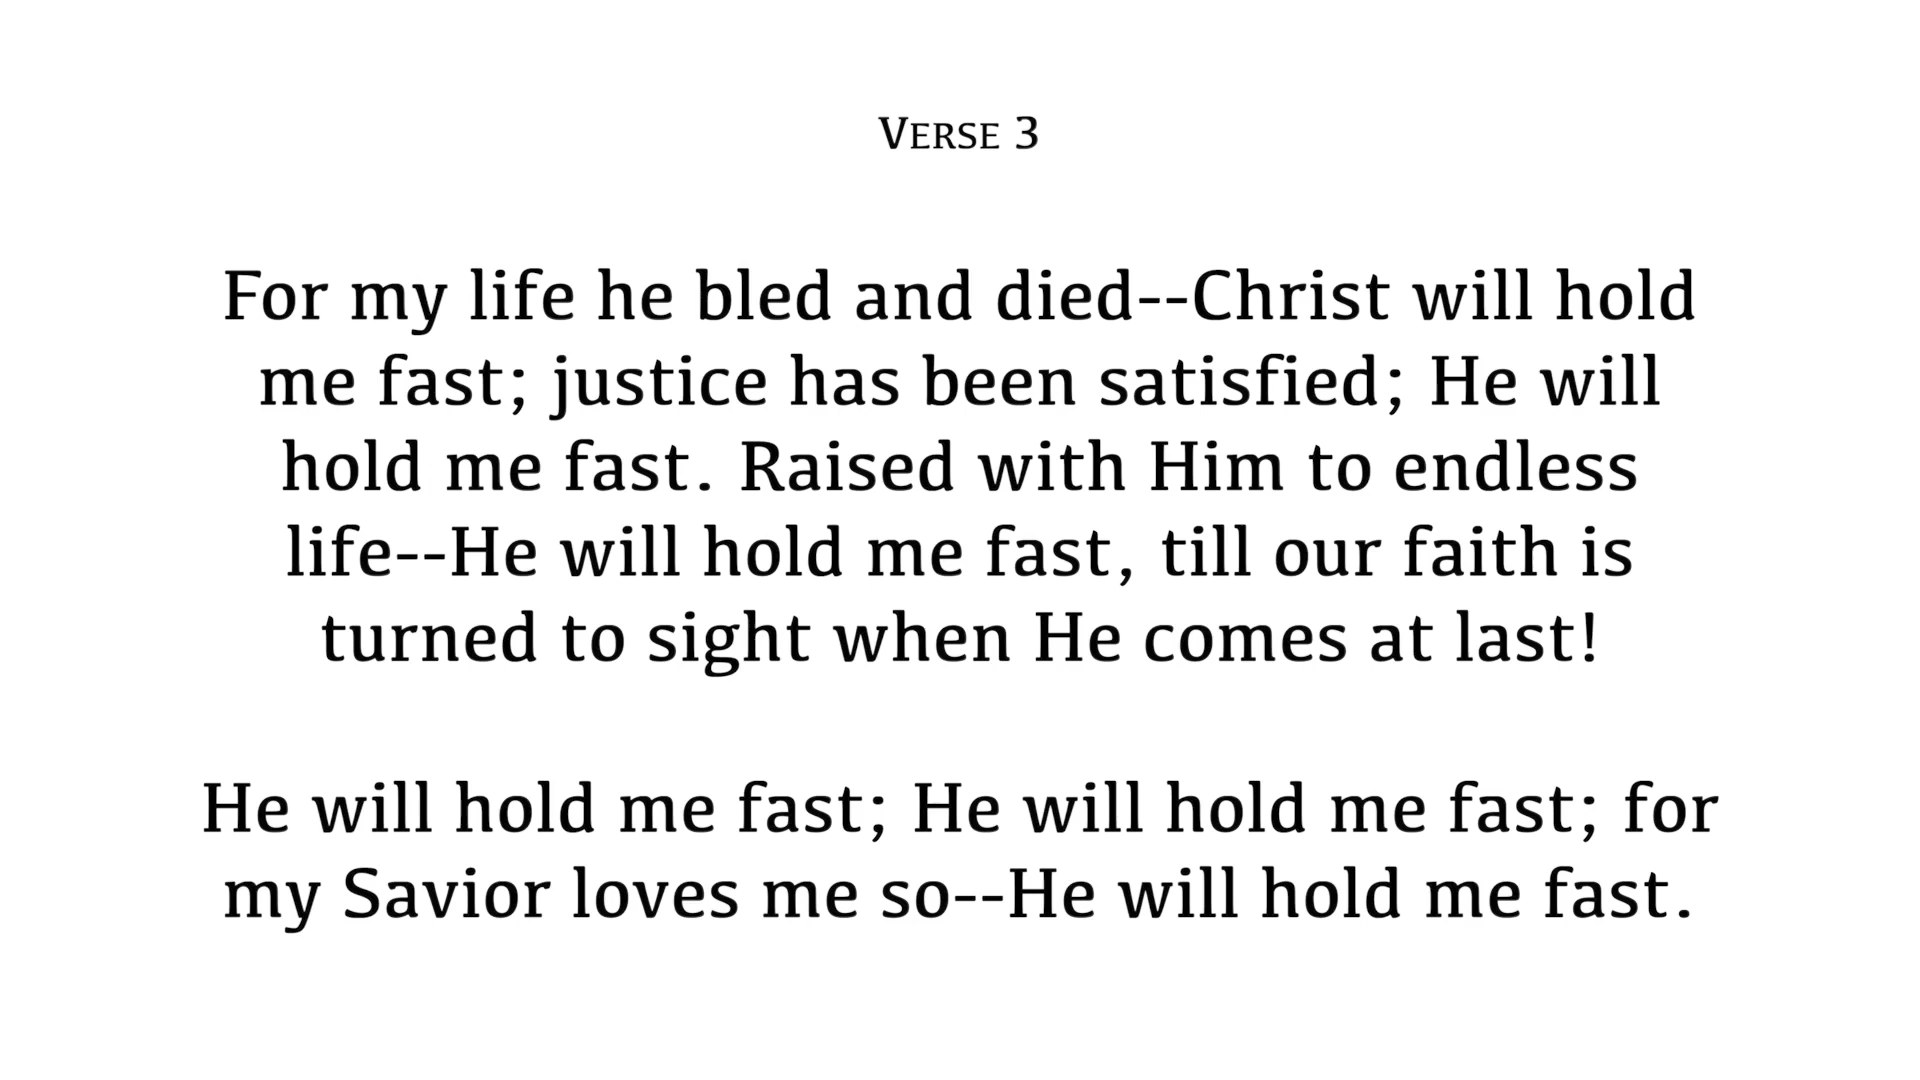 Verse 3
For my life he bled and died--Christ will hold
me fast; justice has been satisfied; He will
hold me fast. Raised with Him to endless
life--He will hold me fast, till our faith is
turned to sight when He comes at last!
He will hold me fast; He will hold me fast; for
my Savior loves me so--He will hold me fast.